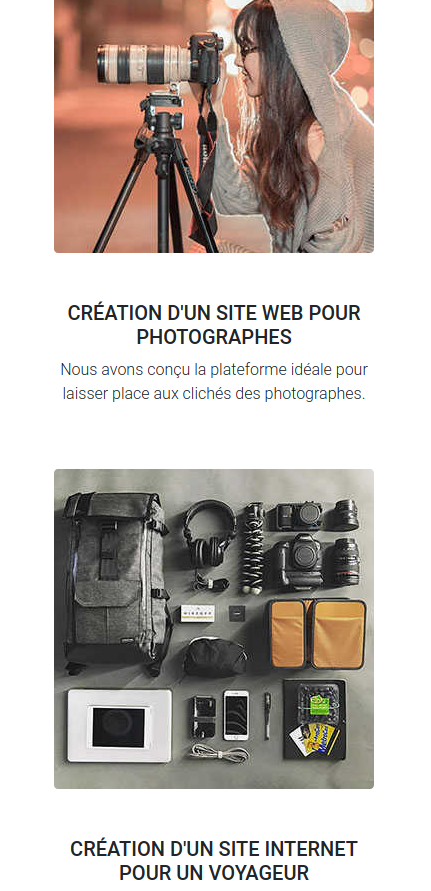 CRÉATION D'UN SITE WEB POUR
PHOTOGRAPHES
Nous avons conçu la plateforme idéale pour
laisser place aux clichés des photographes.
CRÉATION D'UN SITE INTERNET
POUR UN VOYAGEUR